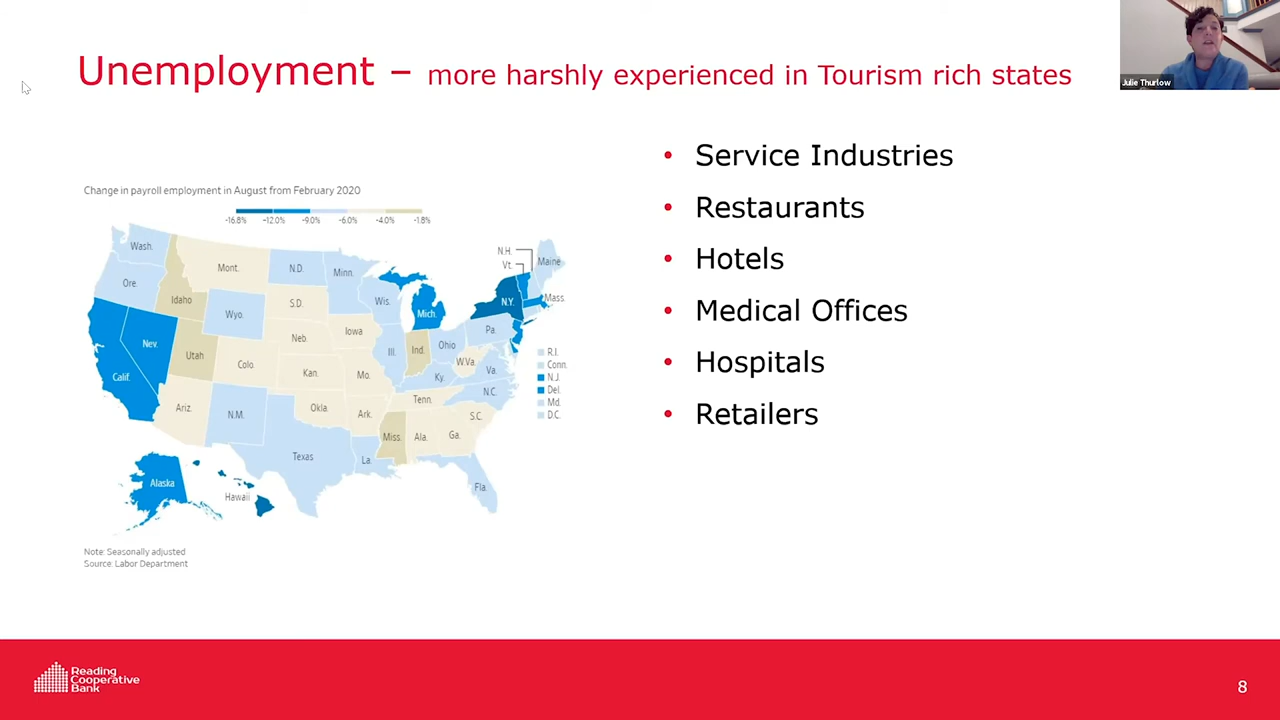 Unemployment – more harshly experienced in Tourism rich states
Julie Thurlow
• Service Industries
• Restaurants
• Hotels
• Medical Offices
• Hospitals
• Retailers
Change in payroll employment in August from February 2020
-16.8% -12.0% -9.0% -6.0% -4.0% -1.8%
Wash.
Ore.
Idaho
Mont.
N.D.
Minn.
Wis.
Mich.
N.H.
Vt.
Maine
Mass.
N.Y.
Wyo.
S.D.
Iowa
Nev.
Calif.
Utah
Colo.
Neb.
Kan.
Mo.
Ill.
Ind.
Ohio
Pa.
W.Va.
Va.
Ky.
N.C.
Tenn.
S.C.
Ariz.
N.M.
Okla.
Ark.
Miss.
Ala.
Ga.
Texas
La.
Fla.
Alaska
Hawaii
R.I.
Conn.
N.J.
Del.
Md.
D.C.
Note: Seasonally adjusted
Source: Labor Department
Reading
Cooperative
Bank
8